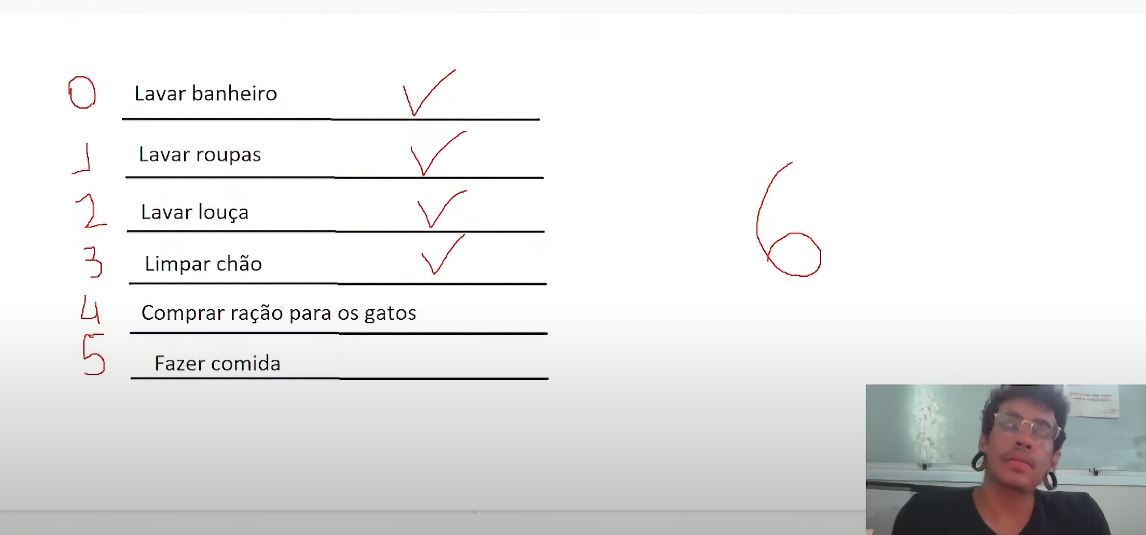 0 Lavar banheiro
1 Lavar roupas
2 Lavar louça
3 Limpar chão
4 Comprar ração para os gatos
5 Fazer comida
6